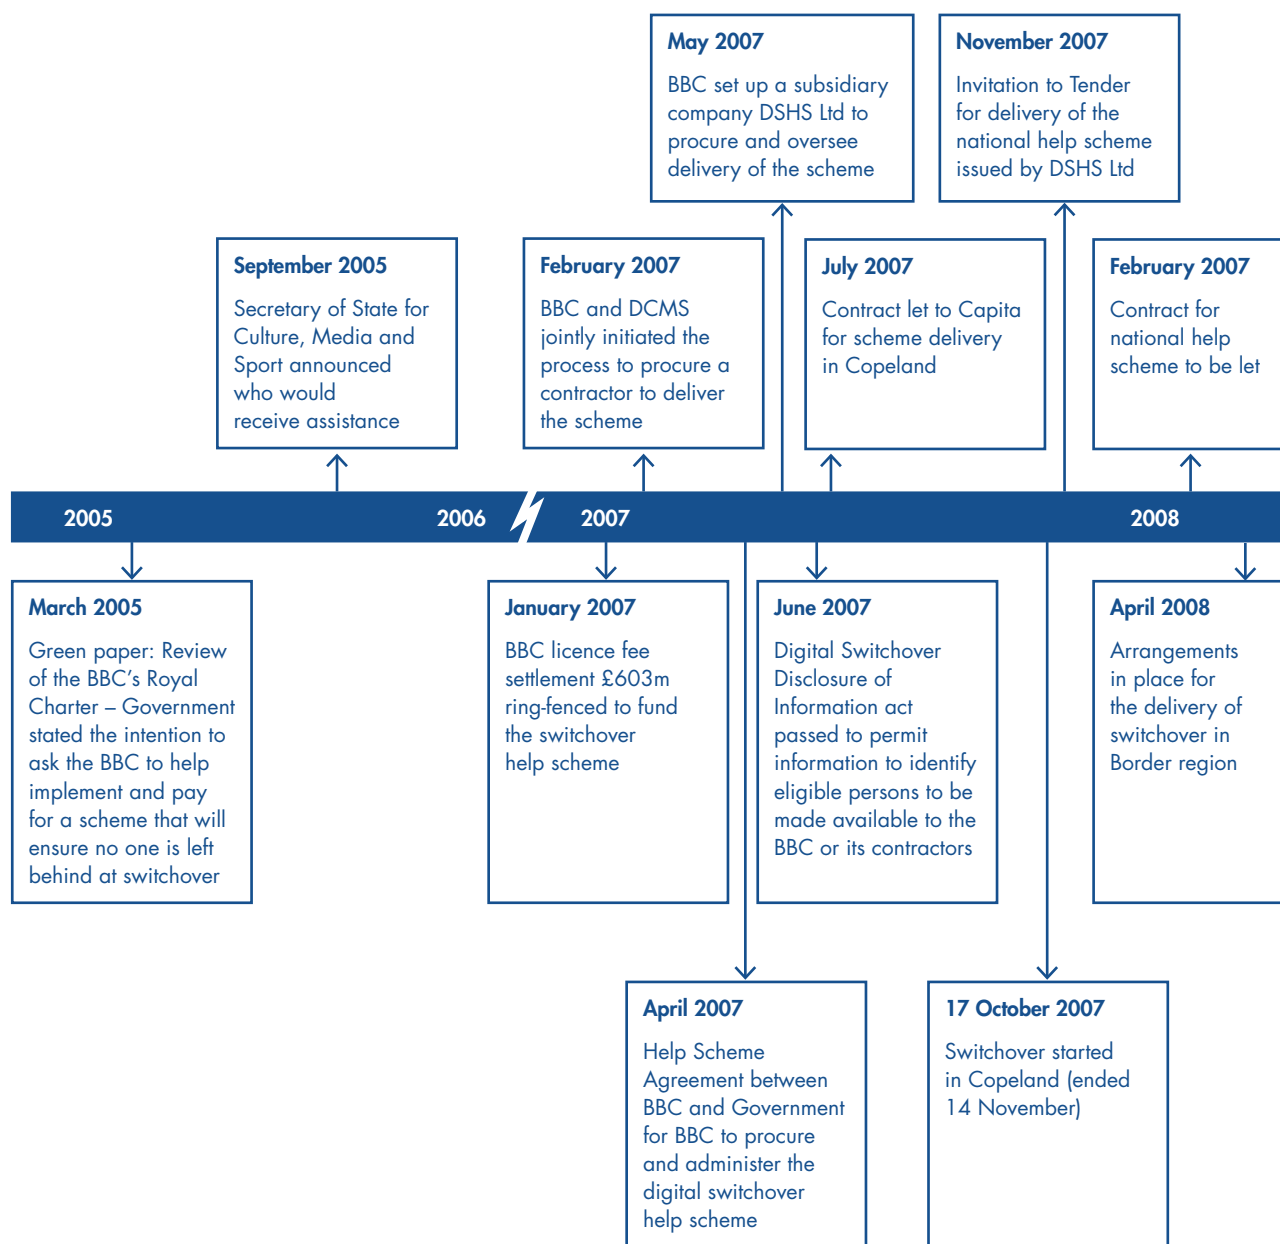 May 2007
BBC set up a subsidiary
company DSHS Ltd to
procure and oversee
delivery of the scheme
November 2007
Invitation to Tender
for delivery of the
national help scheme
issued by DSHS Ltd
September 2005
Secretary of State for
Culture, Media and
Sport announced
who would
receive assistance
February 2007
BBC and DCMS
jointly initiated the
process to procure a
contractor to deliver
the scheme
July 2007
Contract let to Capita
for scheme delivery
in Copeland
February 2007
Contract for
national help
scheme to be let
2005 2006 2007 2008
March 2005
Green paper: Review
of the BBC’s Royal
Charter – Government
stated the intention to
ask the BBC to help
implement and pay
for a scheme that will
ensure no one is left
behind at switchover
January 2007
BBC licence fee
settlement £603m
ring-fenced to fund
the switchover
help scheme
June 2007
Digital Switchover
Disclosure of
Information act
passed to permit
information to identify
eligible persons to be
made available to the
BBC or its contractors
April 2008
Arrangements
in place for
the delivery of
switchover in
Border region
April 2007
Help Scheme
Agreement between
BBC and Government
for BBC to procure
and administer the
digital switchover
help scheme
17 October 2007
Switchover started
in Copeland (ended
14 November)